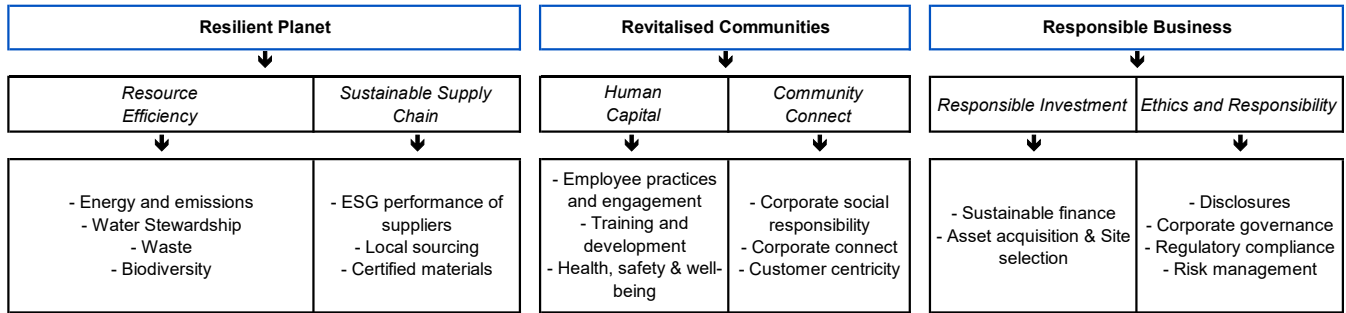 Resilient Planet
Revitalised Communities
Responsible Business
Resource
Efficiency
Sustainable Supply
Chain
Human
Capital
Community
Connect
Responsible Investment
Ethics and Responsibility
- Energy and emissions
- Water Stewardship
- Waste
- Biodiversity
- ESG performance of
suppliers
- Local sourcing
- Certified materials
- Employee practices
and engagement
- Training and
development
- Health, safety & well-
being
- Corporate social
responsibility
- Corporate connect
- Customer centricity
- Sustainable finance
- Asset acquisition & Site
selection
- Disclosures
- Corporate governance
- Regulatory compliance
- Risk management